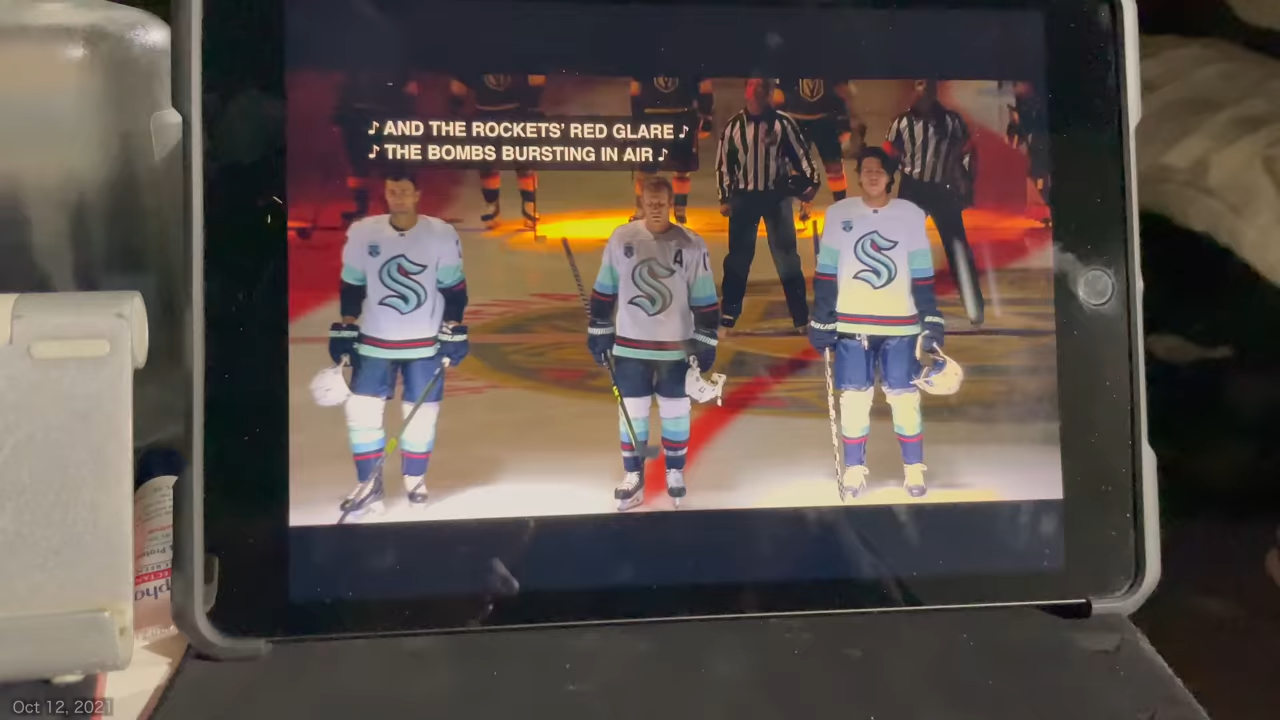 ♪ AND THE ROCKETS' RED GLARE ♪
♪ THE BOMBS BURSTING IN AIR ♪
A
Oct 12, 2021